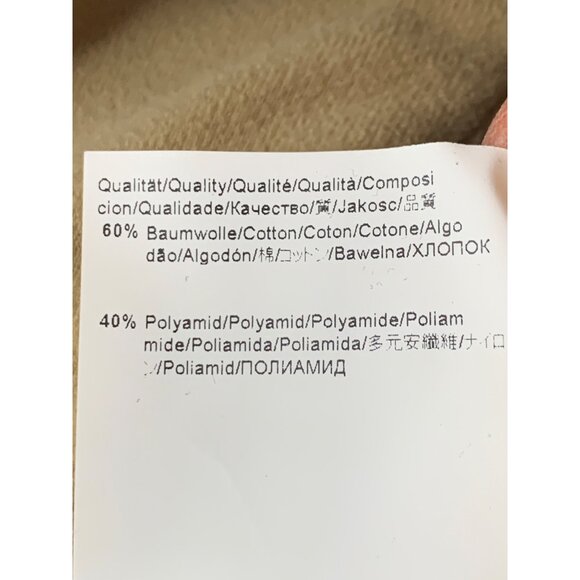 Qualität/Quality/Qualité/Qualità/Composi
cion/Qualidade/Качество/質/Jakosc/品質
60% Baumwolle/Cotton/Coton/Cotone/Algo
dão/Algodón/棉/コットン/Bawelna/ХЛОПОК
40% Polyamid/Polyamid/Polyamide/Poliam
mide/Poliamida/Poliamida/多元安纖維/ナイロ
ン/Poliamid/ПОЛИАМИД